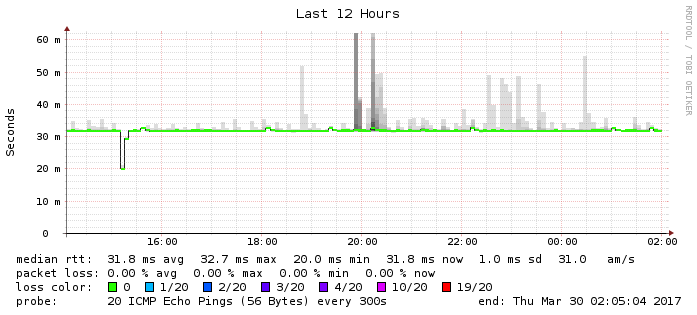 Last 12 Hours
RRDTOOL / TOBI OETIKER
Seconds
60 m
50 m
40 m
30 m
20 m
10 m
0
16:00 18:00 20:00 22:00 00:00 02:00
median rtt: 31.8 ms avg 32.7 ms max 20.0 ms min 31.8 ms now 1.0 ms sd 31.0 am/s
packet loss: 0.00 % avg 0.00 % max 0.00 % min 0.00 % now
loss color: 0 1/20 2/20 3/20 4/20 10/20 19/20
probe: 20 ICMP Echo Pings (56 Bytes) every 300s end: Thu Mar 30 02:05:04 2017